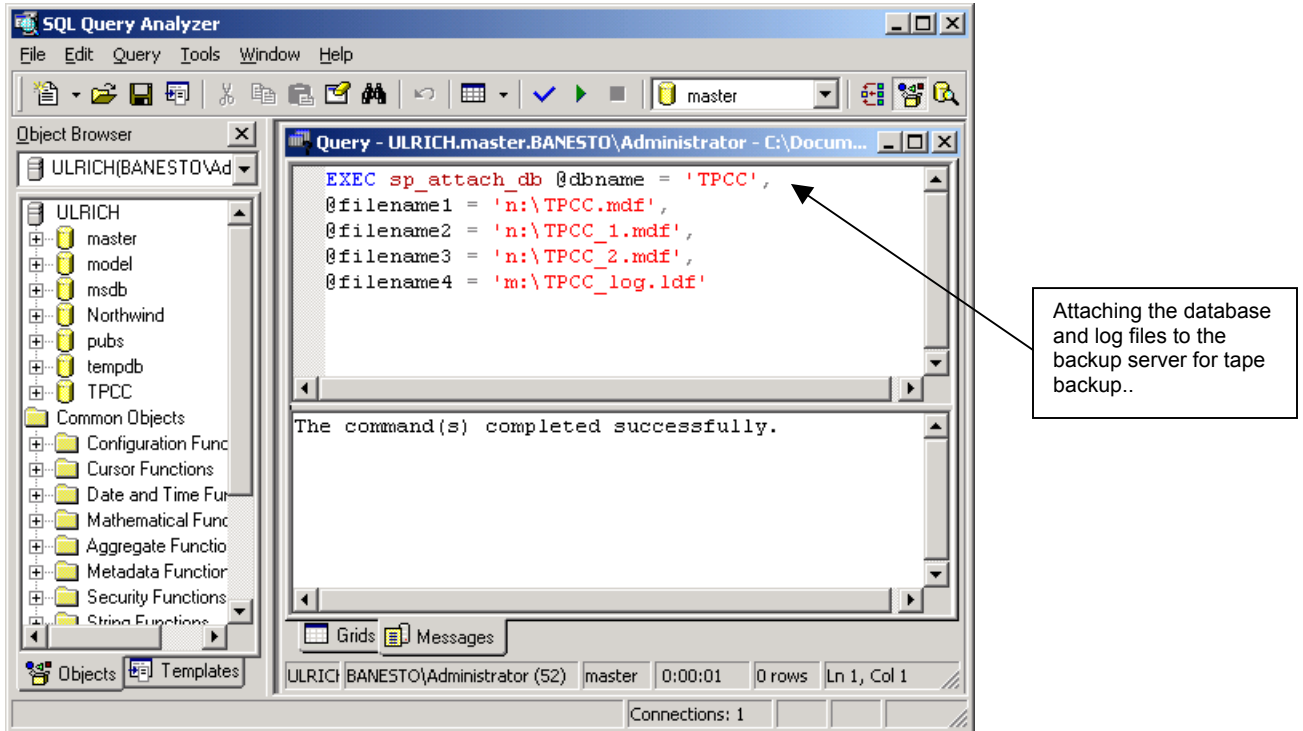 SQL Query Analyzer
File Edit Query Tools Window Help
master
Object Browser
ULRICH(BANESTO\Ad
ULRICH
master
model
msdb
Northwind
pubs
tempdb
TPCC
Common Objects
Configuration Func
Cursor Functions
Date and Time Fun
Mathematical Func
Aggregate Functio
Metadata Function
Security Functions
String Functions
Objects Templates
Query - ULRICH.master.BANESTO\Administrator - C:\Docum...
EXEC sp_attach_db @dbname = 'TPCC',
@filename1 = 'n:\TPCC.mdf',
@filename2 = 'n:\TPCC_1.mdf',
@filename3 = 'n:\TPCC_2.mdf',
@filename4 = 'm:\TPCC_log.ldf'
The command(s) completed successfully.
Grids Messages
ULRICH BANESTO\Administrator (52) master 0:00:01 0 rows Ln 1, Col 1
Connections: 1
Attaching the database
and log files to the
backup server for tape
backup..